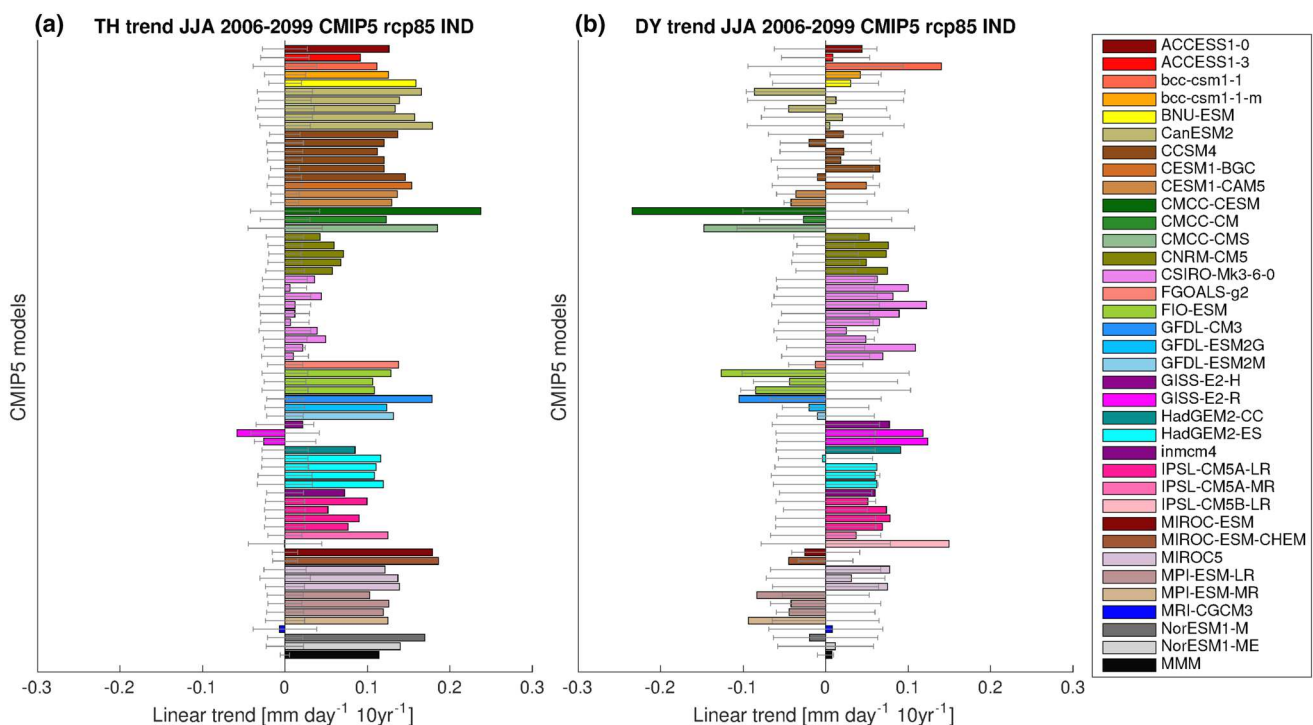 (a) TH trend JJA 2006-2099 CMIP5 rcp85 IND
CMIP5 models
-0.3 -0.2 -0.1 0 0.1 0.2 0.3
Linear trend [mm day⁻¹ 10yr⁻¹]
(b) DY trend JJA 2006-2099 CMIP5 rcp85 IND
CMIP5 models
-0.3 -0.2 -0.1 0 0.1 0.2 0.3
Linear trend [mm day⁻¹ 10yr⁻¹]
ACCESS1-0
ACCESS1-3
bcc-csm1-1
bcc-csm1-1-m
BNU-ESM
CanESM2
CCSM4
CESM1-BGC
CESM1-CAM5
CMCC-CESM
CMCC-CM
CMCC-CMS
CNRM-CM5
CSIRO-Mk3-6-0
FGOALS-g2
FIO-ESM
GFDL-CM3
GFDL-ESM2G
GFDL-ESM2M
GISS-E2-H
GISS-E2-R
HadGEM2-CC
HadGEM2-ES
inmcm4
IPSL-CM5A-LR
IPSL-CM5A-MR
IPSL-CM5B-LR
MIROC-ESM
MIROC-ESM-CHEM
MIROC5
MPI-ESM-LR
MPI-ESM-MR
MRI-CGCM3
NorESM1-M
NorESM1-ME
MMM